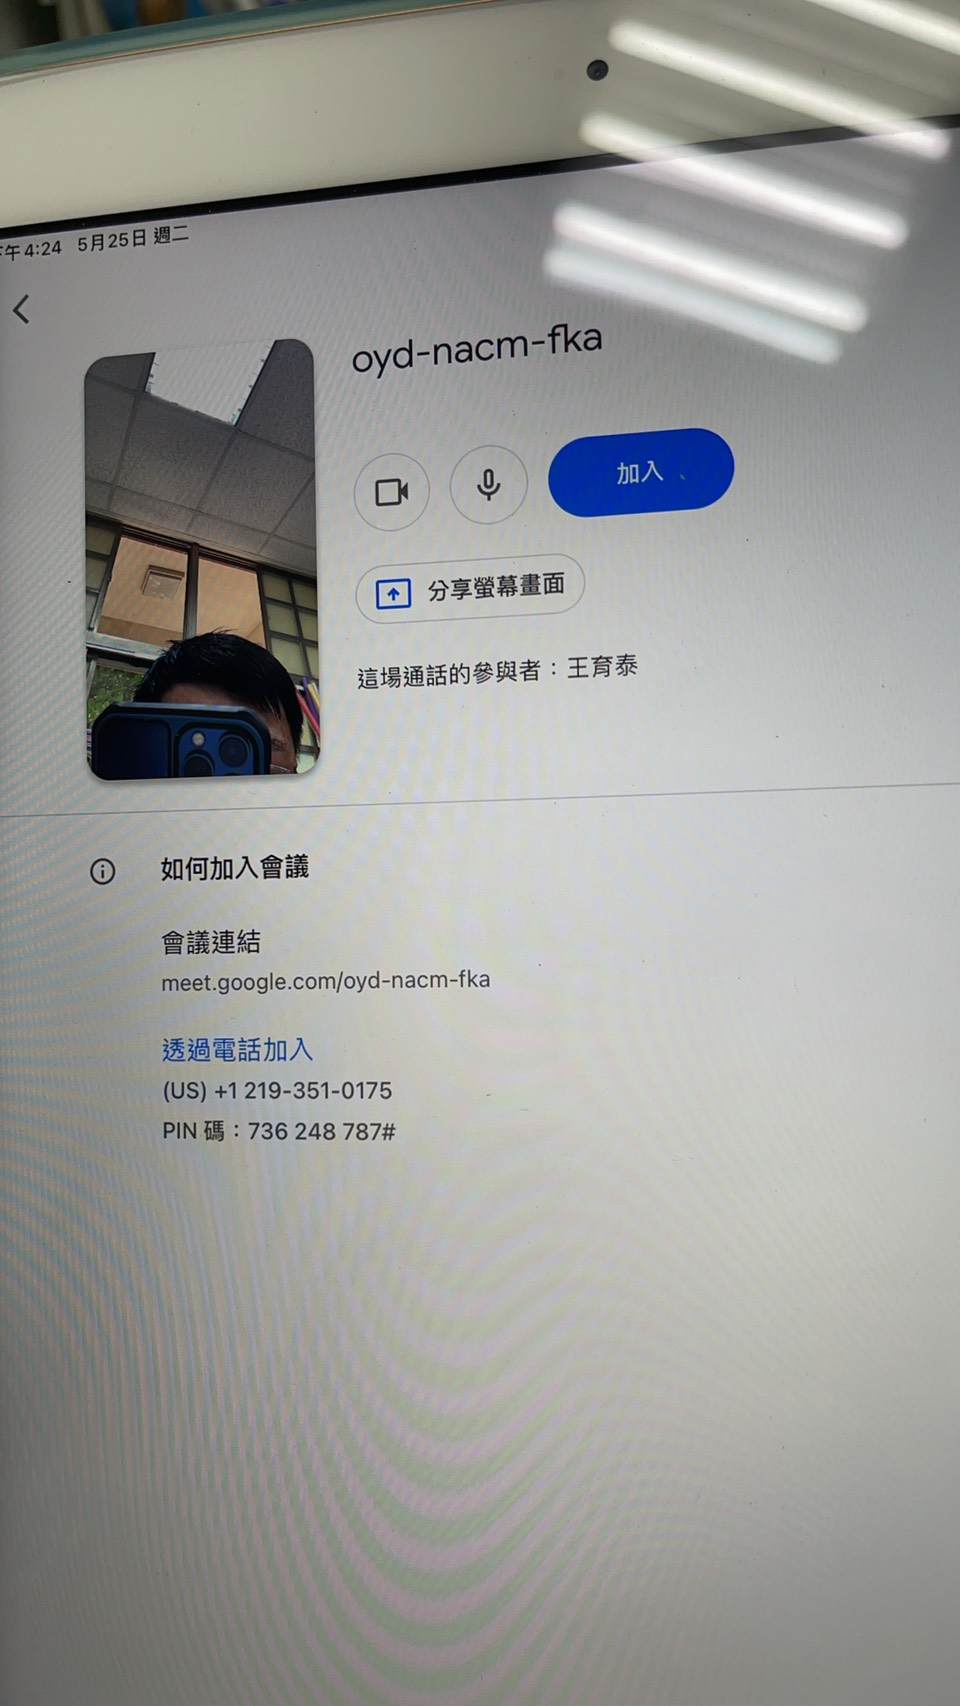 下午4:24 5月25日 週二
oyd-nacm-fka
加入
分享螢幕畫面
這場通話的參與者：王育泰
如何加入會議
會議連結
meet.google.com/oyd-nacm-fka
透過電話加入
(US) +1 219-351-0175
PIN 碼：736 248 787#